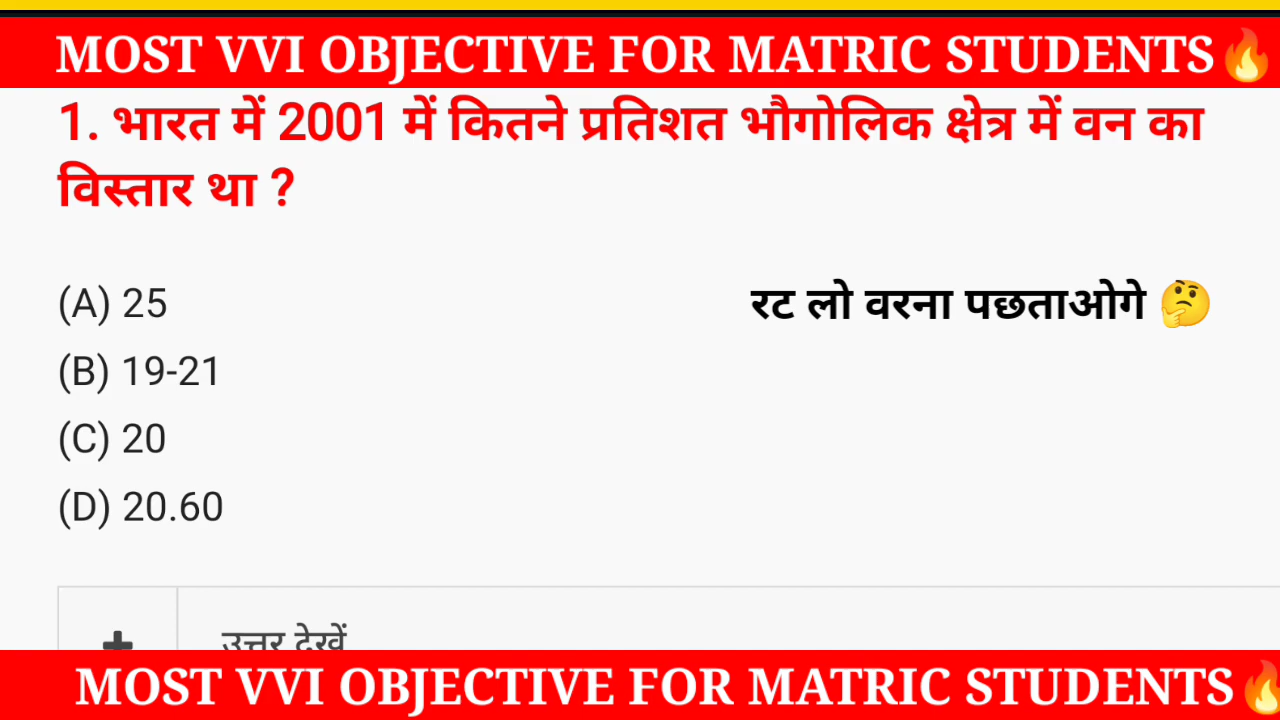 MOST VVI OBJECTIVE FOR MATRIC STUDENTS🔥
1. भारत में 2001 में कितने प्रतिशत भौगोलिक क्षेत्र में वन का
विस्तार था ?
(A) 25
रट लो वरना पछताओगे 🤔
(B) 19-21
(C) 20
(D) 20.60
उत्तर देखें
MOST VVI OBJECTIVE FOR MATRIC STUDENTS🔥